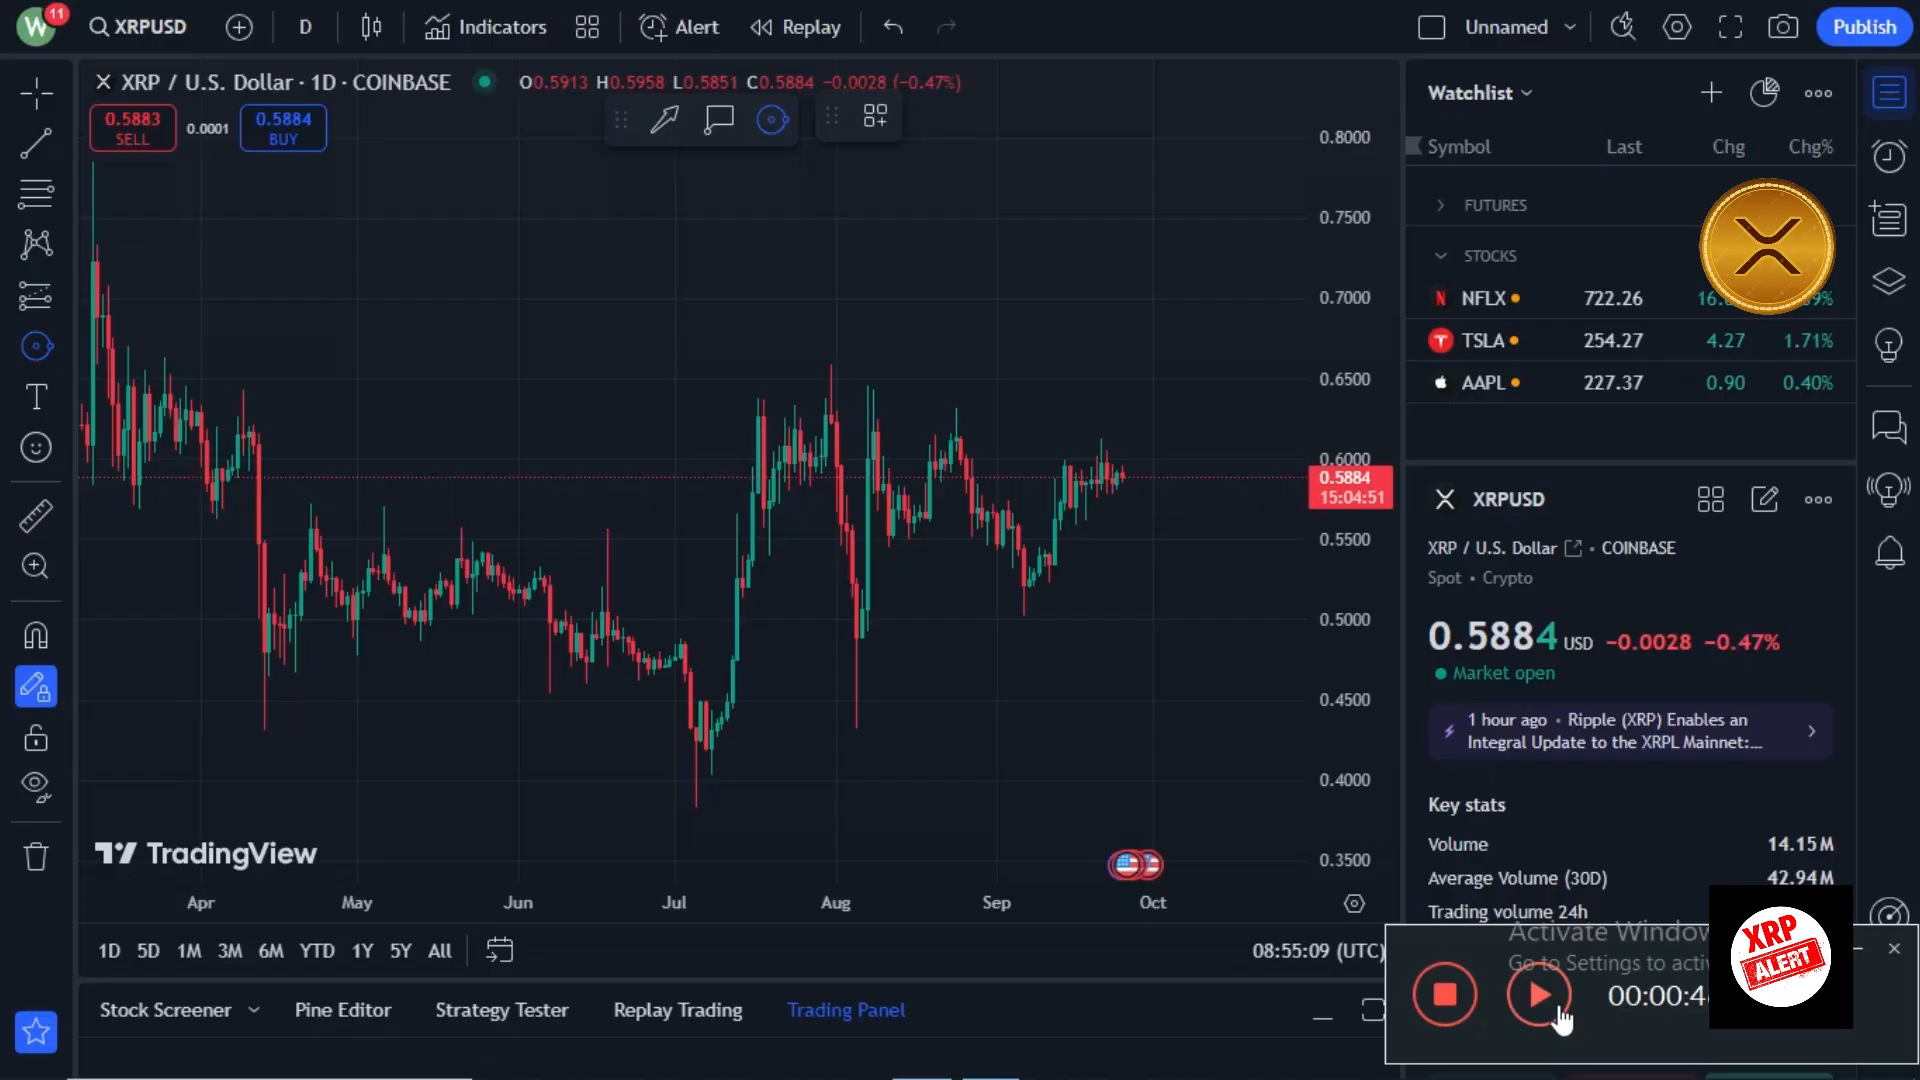 W 11 XRPUSD D Indicators Alert Replay Unnamed Publish
XRP / U.S. Dollar · 1D · COINBASE O0.5913 H0.5958 L0.5851 C0.5884 −0.0028 (−0.47%)
0.5883 SELL
0.0001
0.5884 BUY
0.8000
0.7500
0.7000
0.6500
0.6000
0.5884
15:04:51
0.5500
0.5000
0.4500
0.4000
0.3500
TradingView
Apr May Jun Jul Aug Sep Oct
1D 5D 1M 3M 6M YTD 1Y 5Y All 08:55:09 (UTC)
Stock Screener Pine Editor Strategy Tester Replay Trading Trading Panel
Watchlist
Symbol Last Chg Chg%
FUTURES
STOCKS
NFLX 722.26
TSLA 254.27 4.27 1.71%
AAPL 227.37 0.90 0.40%
XRPUSD
XRP / U.S. Dollar • COINBASE
Spot • Crypto
0.5884 USD −0.0028 −0.47%
Market open
1 hour ago • Ripple (XRP) Enables an
Integral Update to the XRPL Mainnet:...
Key stats
Volume 14.15M
Average Volume (30D) 42.94M
Trading volume 24h
Activate Window
Go to Settings to acti
00:00:4
XRP
ALERT